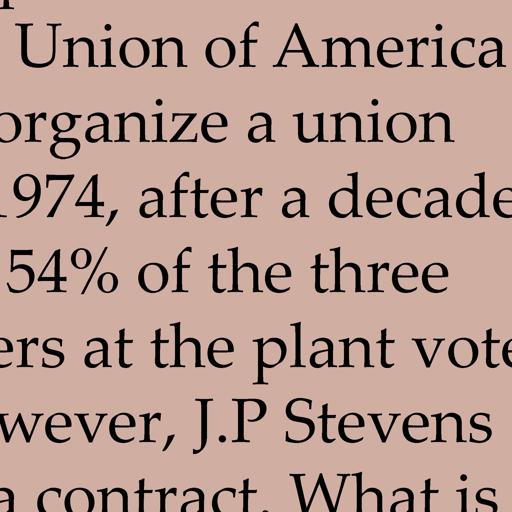 Union of America
organize a union
1974, after a decade
54% of the three
ers at the plant vote
wever, J.P Stevens
a contract. What is